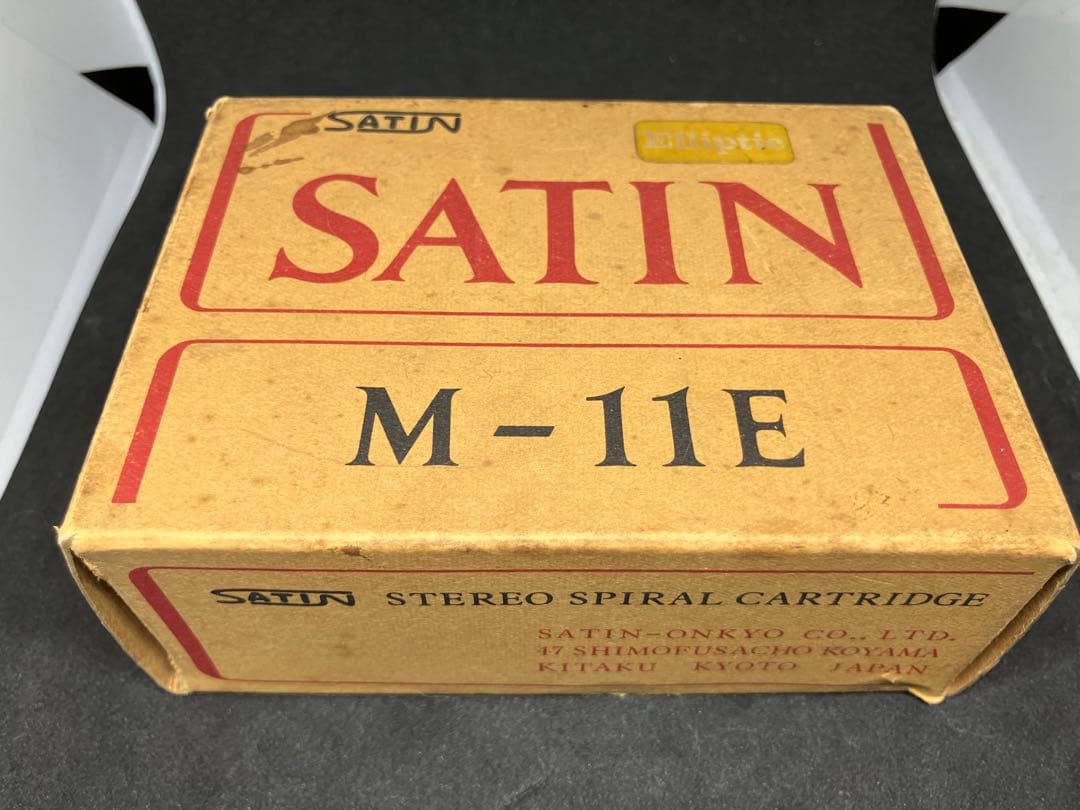 SATIN
Elliptic
SATIN
M-11E
SATIN STEREO SPIRAL CARTRIDGE
SATIN-ONKYO CO., LTD.
47 SHIMOFUSACHO KOYAMA
KITAKU KYOTO JAPAN